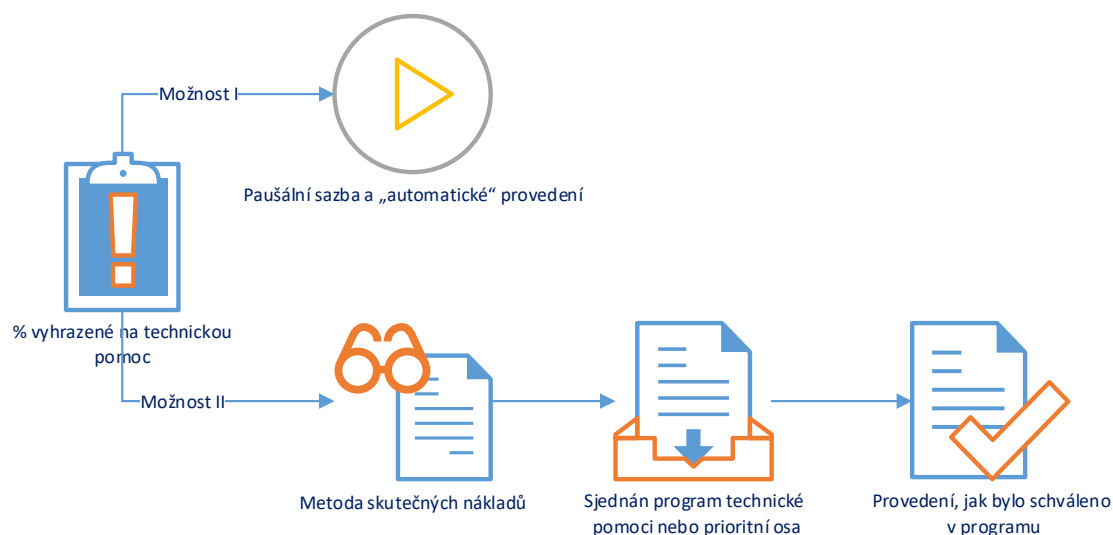 Možnost I
Paušální sazba a „automatické“ provedení
% vyhrazené na technickou
pomoc
Možnost II
Metoda skutečných nákladů
Sjednán program technické
pomoci nebo prioritní osa
Provedení, jak bylo schváleno
v programu